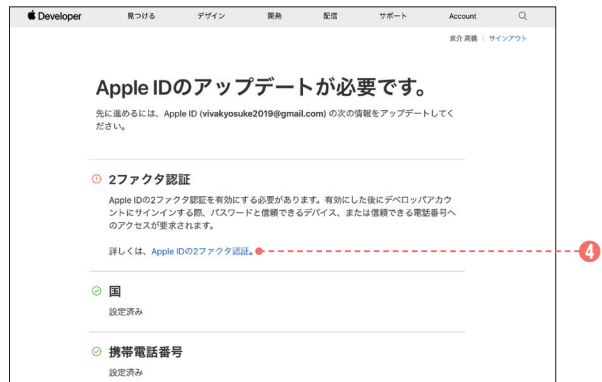 Developer 見つける デザイン 開発 配信 サポート Account
京介 高橋 | サインアウト
Apple IDのアップデートが必要です。
先に進めるには、Apple ID (vivakyosuke2019@gmail.com) の次の情報をアップデートしてく
ださい。
2ファクタ認証
Apple IDの2ファクタ認証を有効にする必要があります。有効にした後にデベロッパアカウ
ントにサインインする際、パスワードと信頼できるデバイス、または信頼できる電話番号へ
のアクセスが要求されます。
詳しくは、Apple IDの2ファクタ認証。
4
国
設定済み
携帯電話番号
設定済み